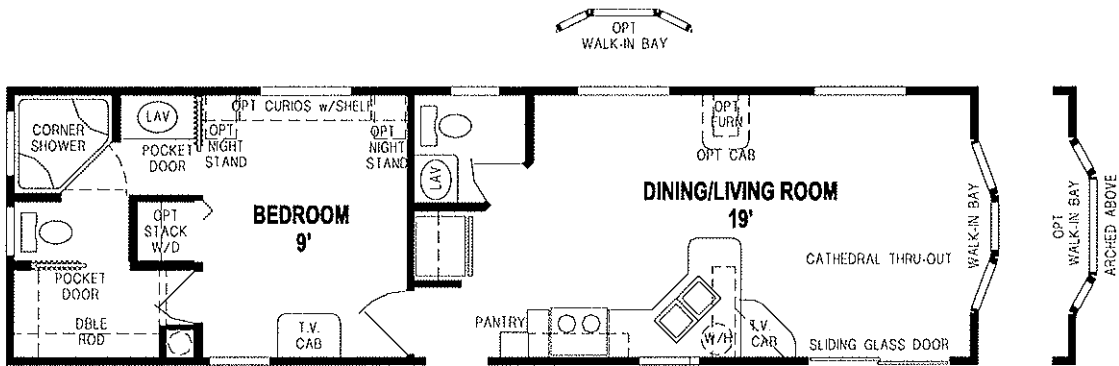 OPT
WALK-IN BAY
CORNER
SHOWER
LAV
POCKET
DOOR
OPT CURIOS w/SHELF
OPT
NIGHT
STAND
OPT
NIGHT
STAND
LAV
OPT
FURN
OPT CAB
BEDROOM
9'
DINING/LIVING ROOM
19'
OPT
STACK
W/D
POCKET
DOOR
DBLE
ROD
T.V.
CAB
PANTRY
W/H
T.V.
CAB
CATHEDRAL THRU-OUT
SLIDING GLASS DOOR
WALK-IN BAY
OPT
WALK-IN BAY
ARCHED ABOVE